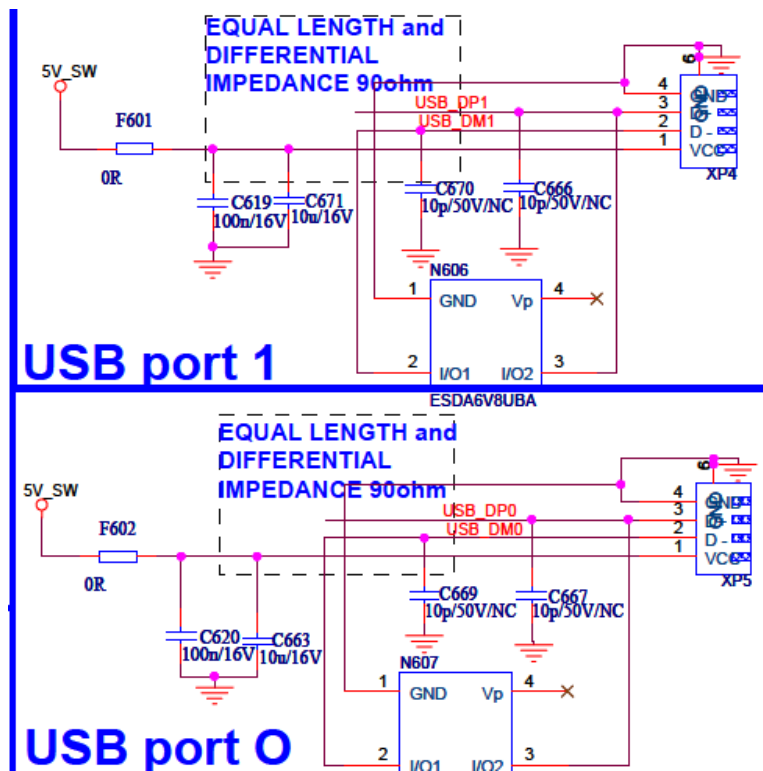 EQUAL LENGTH and
DIFFERENTIAL
IMPEDANCE 90ohm
5V_SW
F601
0R
USB_DP1
USB_DM1
4 GND
3 D+
2 D -
1 VCC
XP4
C619
100n/16V
C671
10u/16V
C670
10p/50V/NC
C666
10p/50V/NC
N606
1 GND Vp 4
2 I/O1 I/O2 3
ESDA6V8UBA
USB port 1
EQUAL LENGTH and
DIFFERENTIAL
IMPEDANCE 90ohm
5V_SW
F602
0R
USB_DP0
USB_DM0
4 GND
3 D+
2 D -
1 VCC
XP5
C620
100n/16V
C663
10u/16V
C669
10p/50V/NC
C667
10p/50V/NC
N607
1 GND Vp 4
2 I/O1 I/O2 3
USB port O